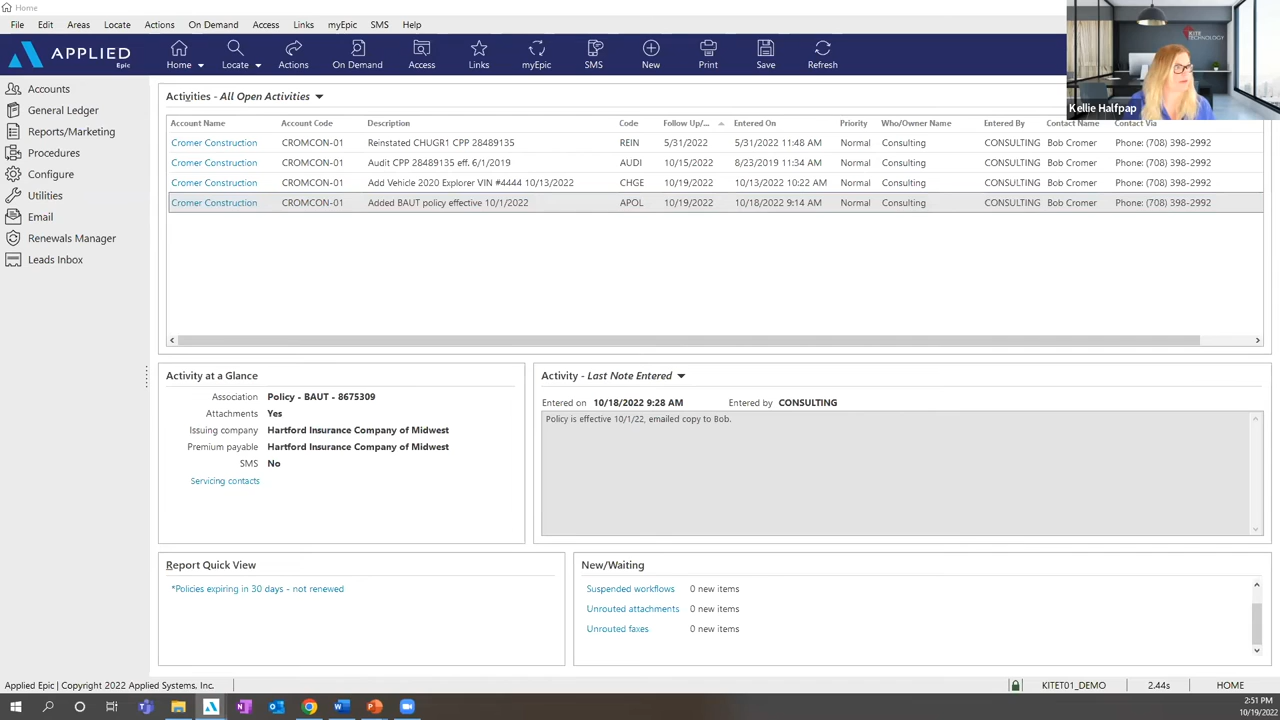 Home
File Edit Areas Locate Actions On Demand Access Links myEpic SMS Help
APPLIED
Epic
Home Locate Actions On Demand Access Links myEpic SMS New Print Save Refresh
KITE
TECHNOLOGY
Kellie Halfpap
Accounts
General Ledger
Reports/Marketing
Procedures
Configure
Utilities
Email
Renewals Manager
Leads Inbox
Activities - All Open Activities
Account Name Account Code Description Code Follow Up/... Entered On Priority Who/Owner Name Entered By Contact Name Contact Via
Cromer Construction CROMCON-01 Reinstated CHUGR1 CPP 28489135 REIN 5/31/2022 5/31/2022 11:48 AM Normal Consulting CONSULTING Bob Cromer Phone: (708) 398-2992
Cromer Construction CROMCON-01 Audit CPP 28489135 eff. 6/1/2019 AUDI 10/15/2022 8/23/2019 11:34 AM Normal Consulting CONSULTING Bob Cromer Phone: (708) 398-2992
Cromer Construction CROMCON-01 Add Vehicle 2020 Explorer VIN #4444 10/13/2022 CHGE 10/19/2022 10/13/2022 10:22 AM Normal Consulting CONSULTING Bob Cromer Phone: (708) 398-2992
Cromer Construction CROMCON-01 Added BAUT policy effective 10/1/2022 APOL 10/19/2022 10/18/2022 9:14 AM Normal Consulting CONSULTING Bob Cromer Phone: (708) 398-2992
Activity at a Glance
Association Policy - BAUT - 8675309
Attachments Yes
Issuing company Hartford Insurance Company of Midwest
Premium payable Hartford Insurance Company of Midwest
SMS No
Servicing contacts
Activity - Last Note Entered
Entered on 10/18/2022 9:28 AM Entered by CONSULTING
Policy is effective 10/1/22, emailed copy to Bob.
Report Quick View
*Policies expiring in 30 days - not renewed
New/Waiting
Suspended workflows 0 new items
Unrouted attachments 0 new items
Unrouted faxes 0 new items
Applied Epic | Copyright 2022 Applied Systems, Inc.
KITET01_DEMO 2.44s HOME
2:51 PM
10/19/2022